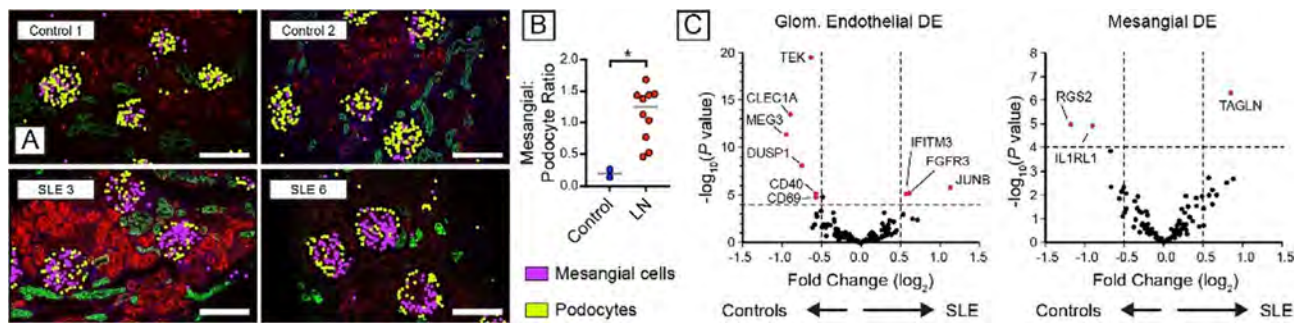 A
Control 1
Control 2
SLE 3
SLE 6
B
Mesangial:
Podocyte Ratio
*
2.0
1.5
1.0
0.5
0.0
Control
LN
Mesangial cells
Podocytes
C
Glom. Endothelial DE
-log10(P value)
20
15
10
5
0
TEK
CLEC1A
MEG3
DUSP1
CD40
CD69
IFITM3
FGFR3
JUNB
-1.5 -1.0 -0.5 0.0 0.5 1.0 1.5
Fold Change (log2)
Controls
SLE
Mesangial DE
-log10(P value)
8
6
4
2
0
RGS2
IL1RL1
TAGLN
-1.5 -1.0 -0.5 0.0 0.5 1.0 1.5
Fold Change (log2)
Controls
SLE